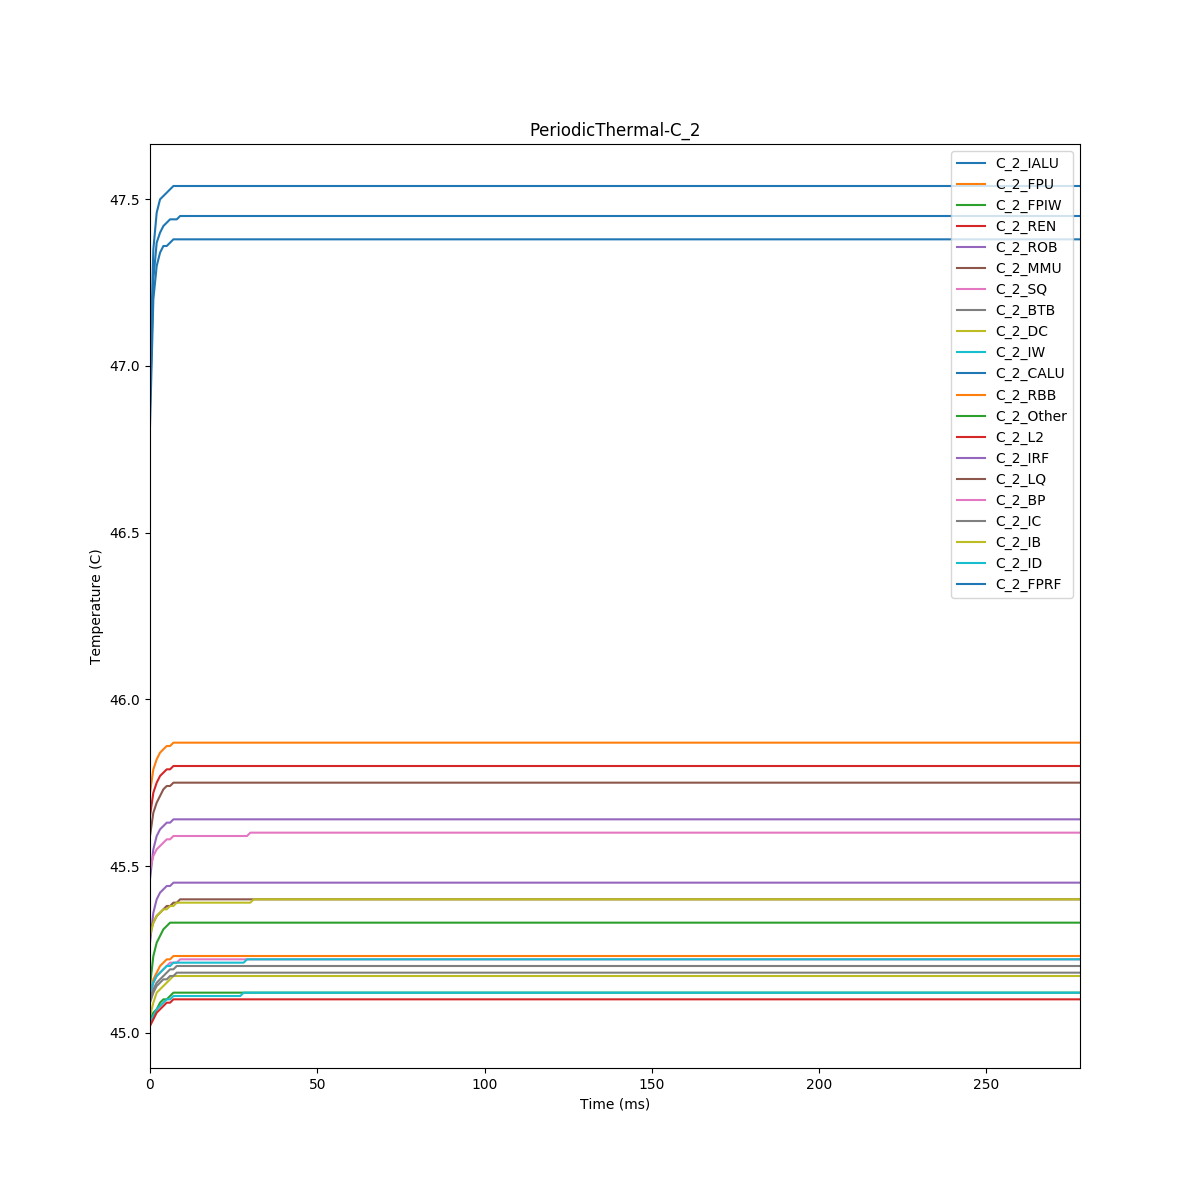 PeriodicThermal-C_2
47.5
47.0
46.5
46.0
45.5
45.0
Temperature (C)
C_2_IALU
C_2_FPU
C_2_FPIW
C_2_REN
C_2_ROB
C_2_MMU
C_2_SQ
C_2_BTB
C_2_DC
C_2_IW
C_2_CALU
C_2_RBB
C_2_Other
C_2_L2
C_2_IRF
C_2_LQ
C_2_BP
C_2_IC
C_2_IB
C_2_ID
C_2_FPRF
0 50 100 150 200 250
Time (ms)